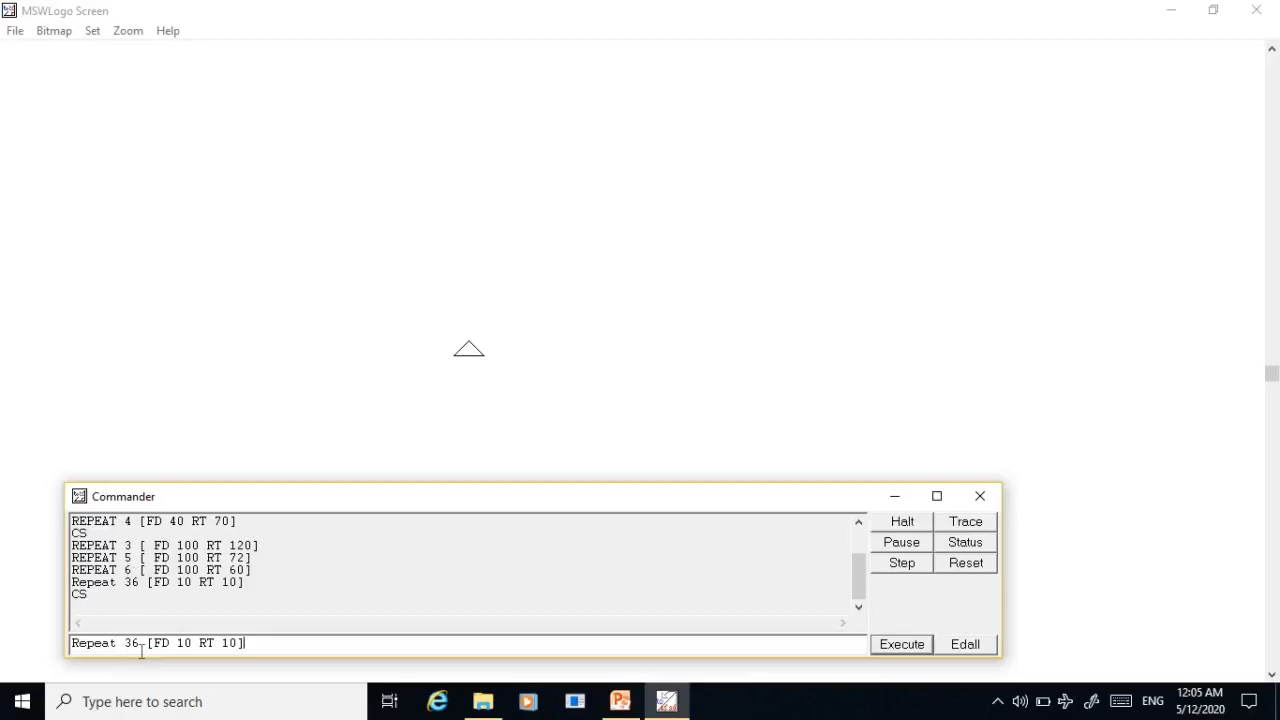 MSWLogo Screen
File Bitmap Set Zoom Help
Commander
REPEAT 4 [FD 40 RT 70]
CS
REPEAT 3 [ FD 100 RT 120]
REPEAT 5 [ FD 100 RT 72]
REPEAT 6 [ FD 100 RT 60]
Repeat 36 [FD 10 RT 10]
CS
Halt Trace
Pause Status
Step Reset
Repeat 36 [FD 10 RT 10]
Execute Edall
Type here to search
ENG
12:05 AM
5/12/2020